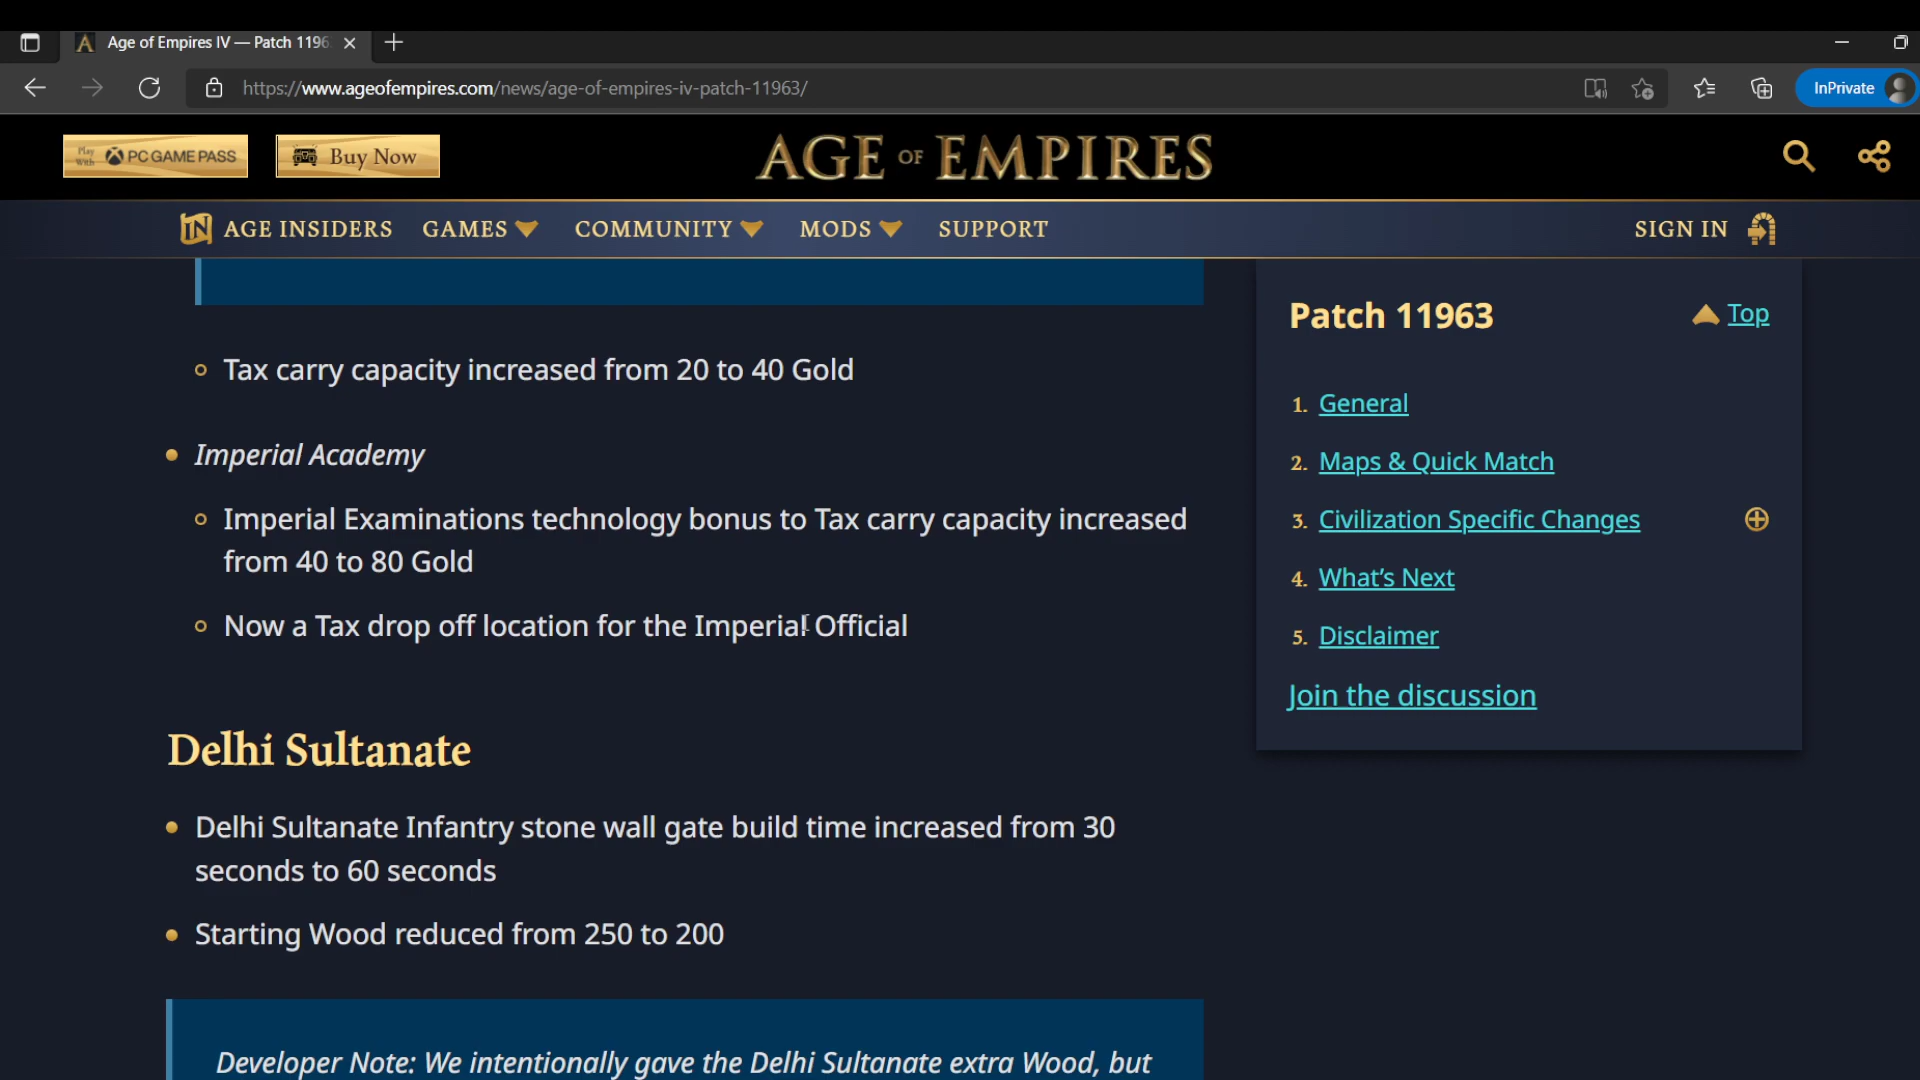 Age of Empires IV — Patch 1196
https://www.ageofempires.com/news/age-of-empires-iv-patch-11963/
InPrivate
Play With PC GAME PASS
Buy Now
AGE OF EMPIRES
AGE INSIDERS GAMES COMMUNITY MODS SUPPORT SIGN IN
Tax carry capacity increased from 20 to 40 Gold
Imperial Academy
Imperial Examinations technology bonus to Tax carry capacity increased
from 40 to 80 Gold
Now a Tax drop off location for the Imperial Official
Delhi Sultanate
Delhi Sultanate Infantry stone wall gate build time increased from 30
seconds to 60 seconds
Starting Wood reduced from 250 to 200
Developer Note: We intentionally gave the Delhi Sultanate extra Wood, but
Patch 11963
Top
1. General
2. Maps & Quick Match
3. Civilization Specific Changes
4. What's Next
5. Disclaimer
Join the discussion